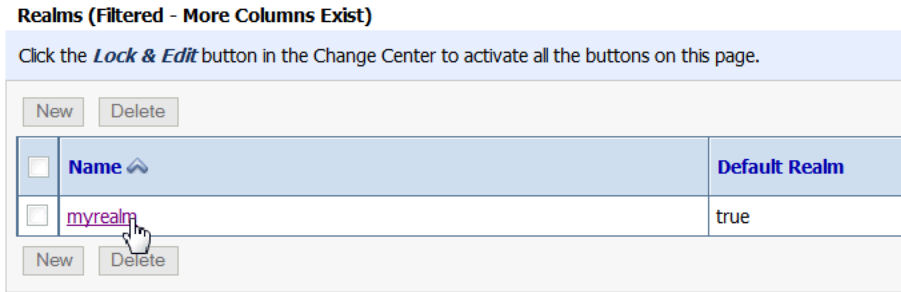 Realms (Filtered - More Columns Exist)
Click the Lock & Edit button in the Change Center to activate all the buttons on this page.
New Delete
Name Default Realm
myrealm true
New Delete